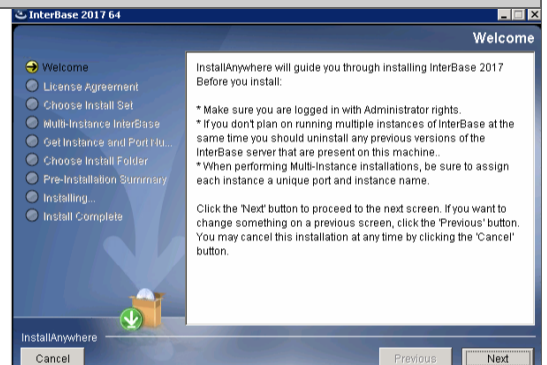 InterBase 2017 64
Welcome
Welcome
License Agreement
Choose Install Set
Multi-Instance InterBase
Get Instance and Port Nu...
Choose Install Folder
Pre-Installation Summary
Installing...
Install Complete
InstallAnywhere will guide you through installing InterBase 2017
Before you install:
* Make sure you are logged in with Administrator rights.
* If you don't plan on running multiple instances of InterBase at the
same time you should uninstall any previous versions of the
InterBase server that are present on this machine..
* When performing Multi-Instance installations, be sure to assign
each instance a unique port and instance name.
Click the 'Next' button to proceed to the next screen. If you want to
change something on a previous screen, click the 'Previous' button.
You may cancel this installation at any time by clicking the 'Cancel'
button.
InstallAnywhere
Cancel
Previous
Next